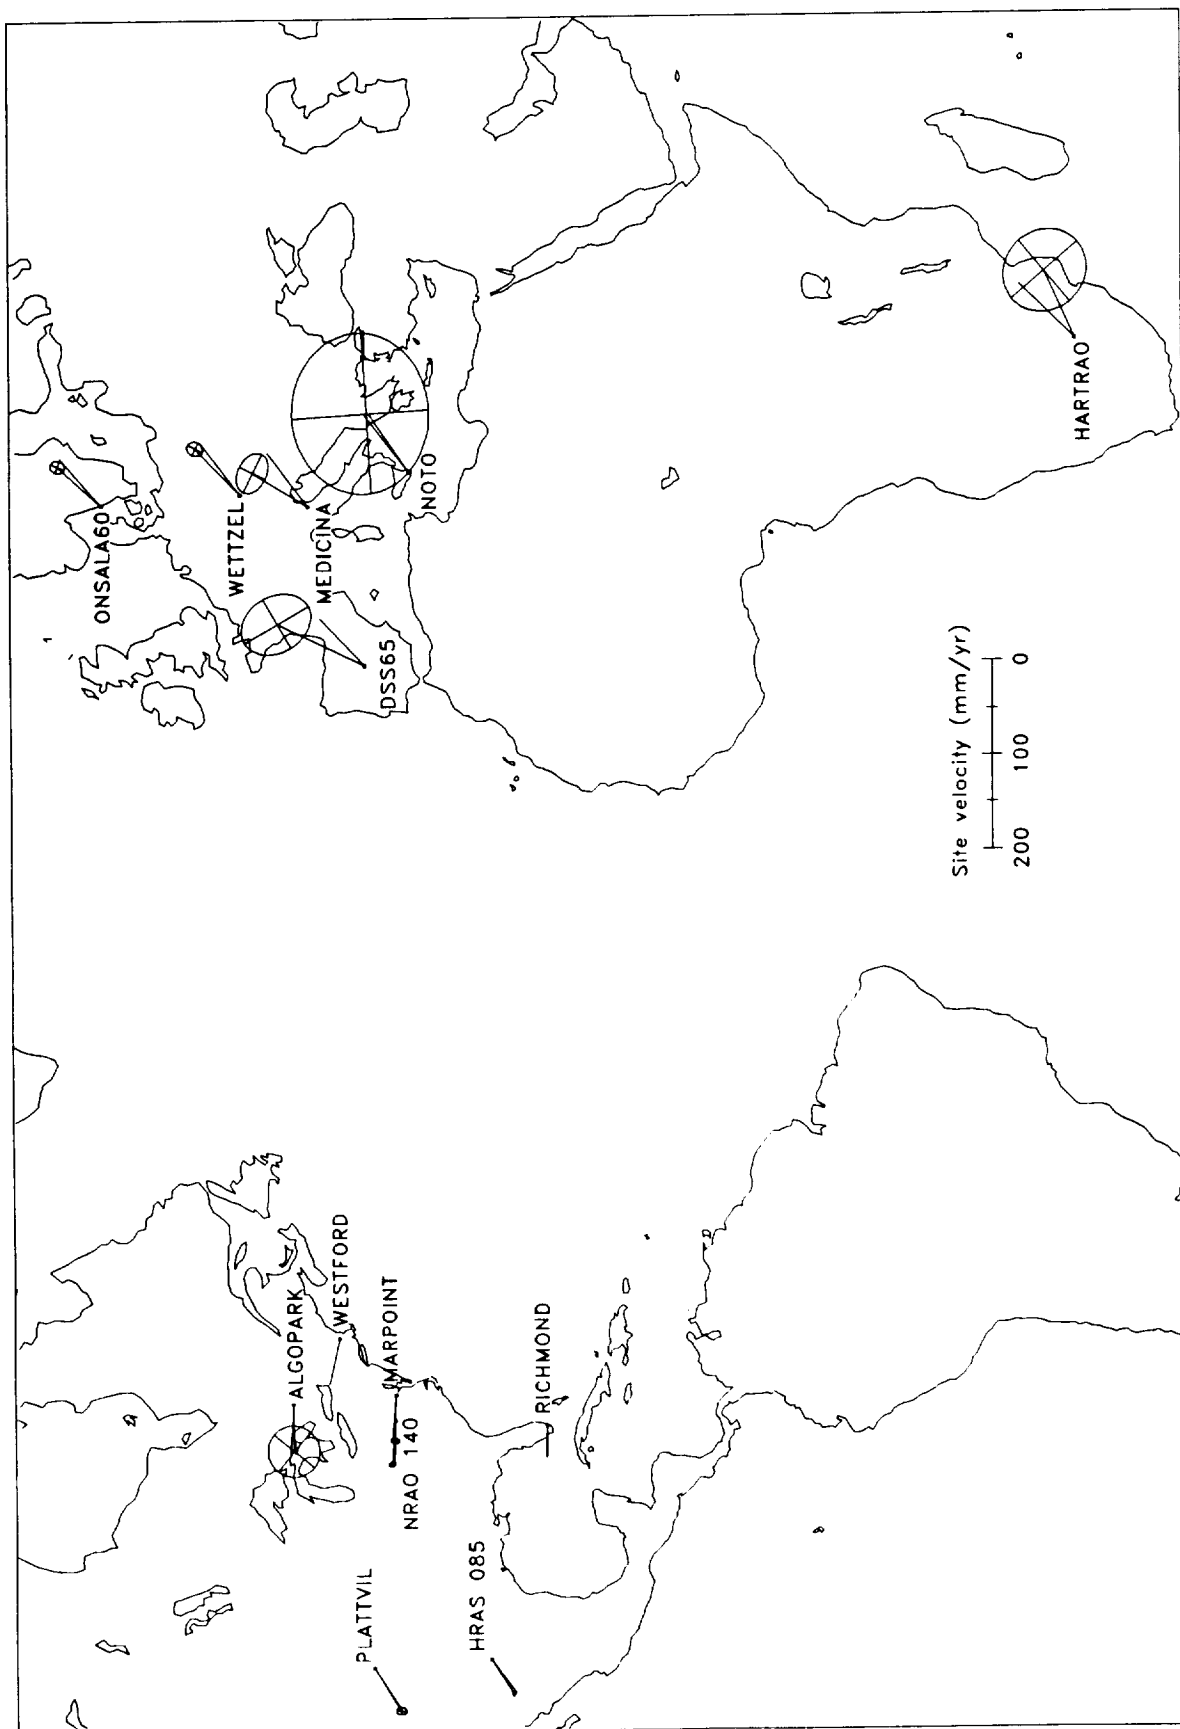 ONSALA60
WETTZEL
MEDICINA
NOTO
DSS65
HARTRAO
Site velocity (mm/yr)
200 100 0
ALGOPARK
WESTFORD
MARPOINT
NRAO 140
RICHMOND
PLATTVIL
HRAS 085